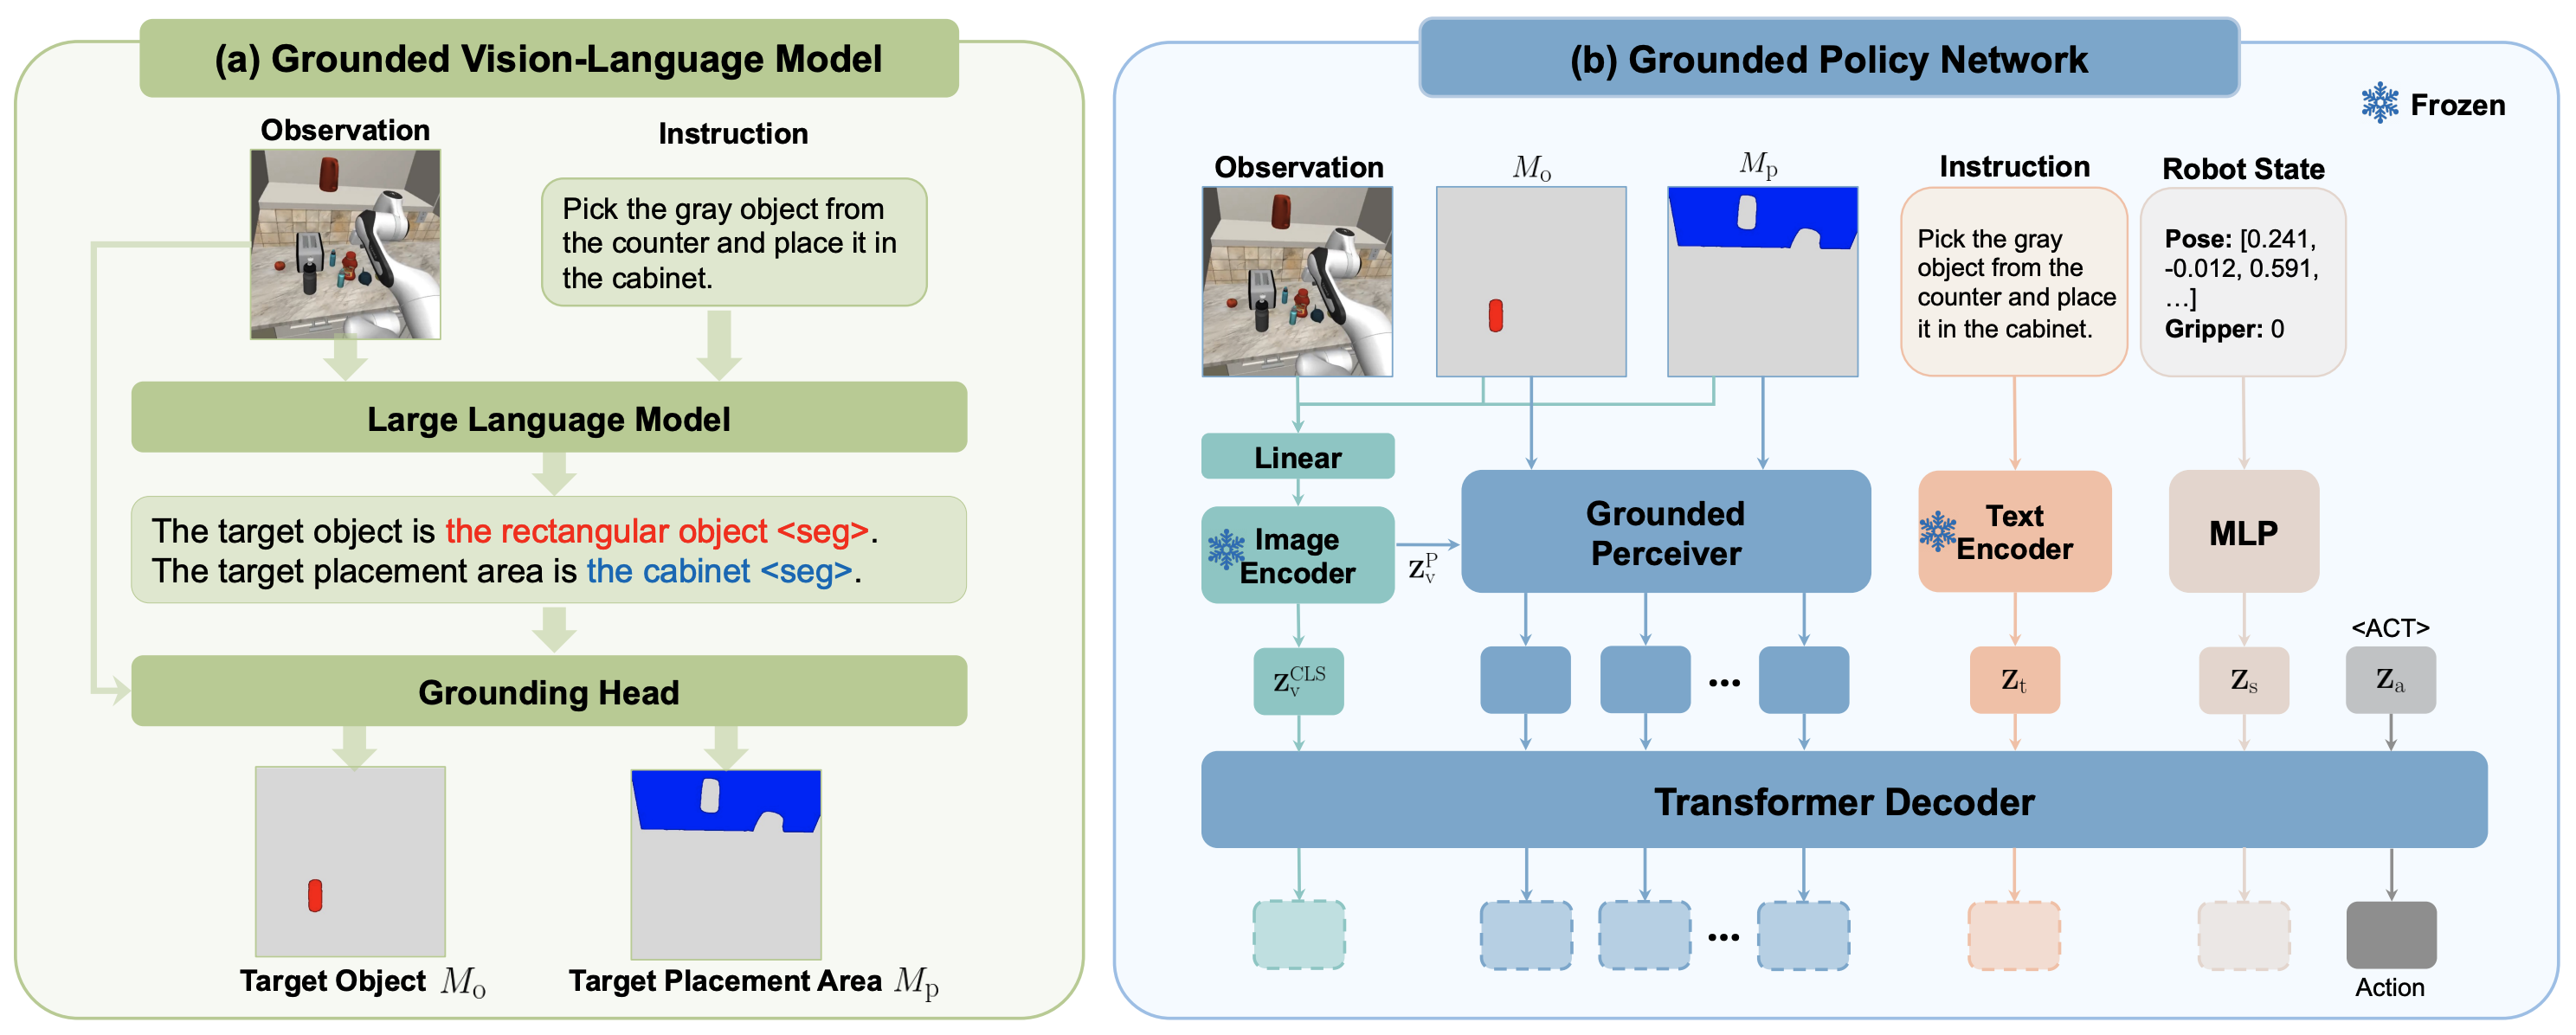 (a) Grounded Vision-Language Model
Observation
Instruction
Pick the gray object from
the counter and place it in
the cabinet.
Large Language Model
The target object is the rectangular object <seg>.
The target placement area is the cabinet <seg>.
Grounding Head
Target Object M_o
Target Placement Area M_p
(b) Grounded Policy Network
Frozen
Observation
M_o
M_p
Instruction
Robot State
Pick the gray
object from the
counter and place
it in the cabinet.
Pose: [0.241,
-0.012, 0.591,
...]
Gripper: 0
Linear
Image
Encoder
z_v^P
Grounded
Perceiver
Text
Encoder
MLP
<ACT>
z_v^CLS
...
z_t
z_s
z_a
Transformer Decoder
...
Action